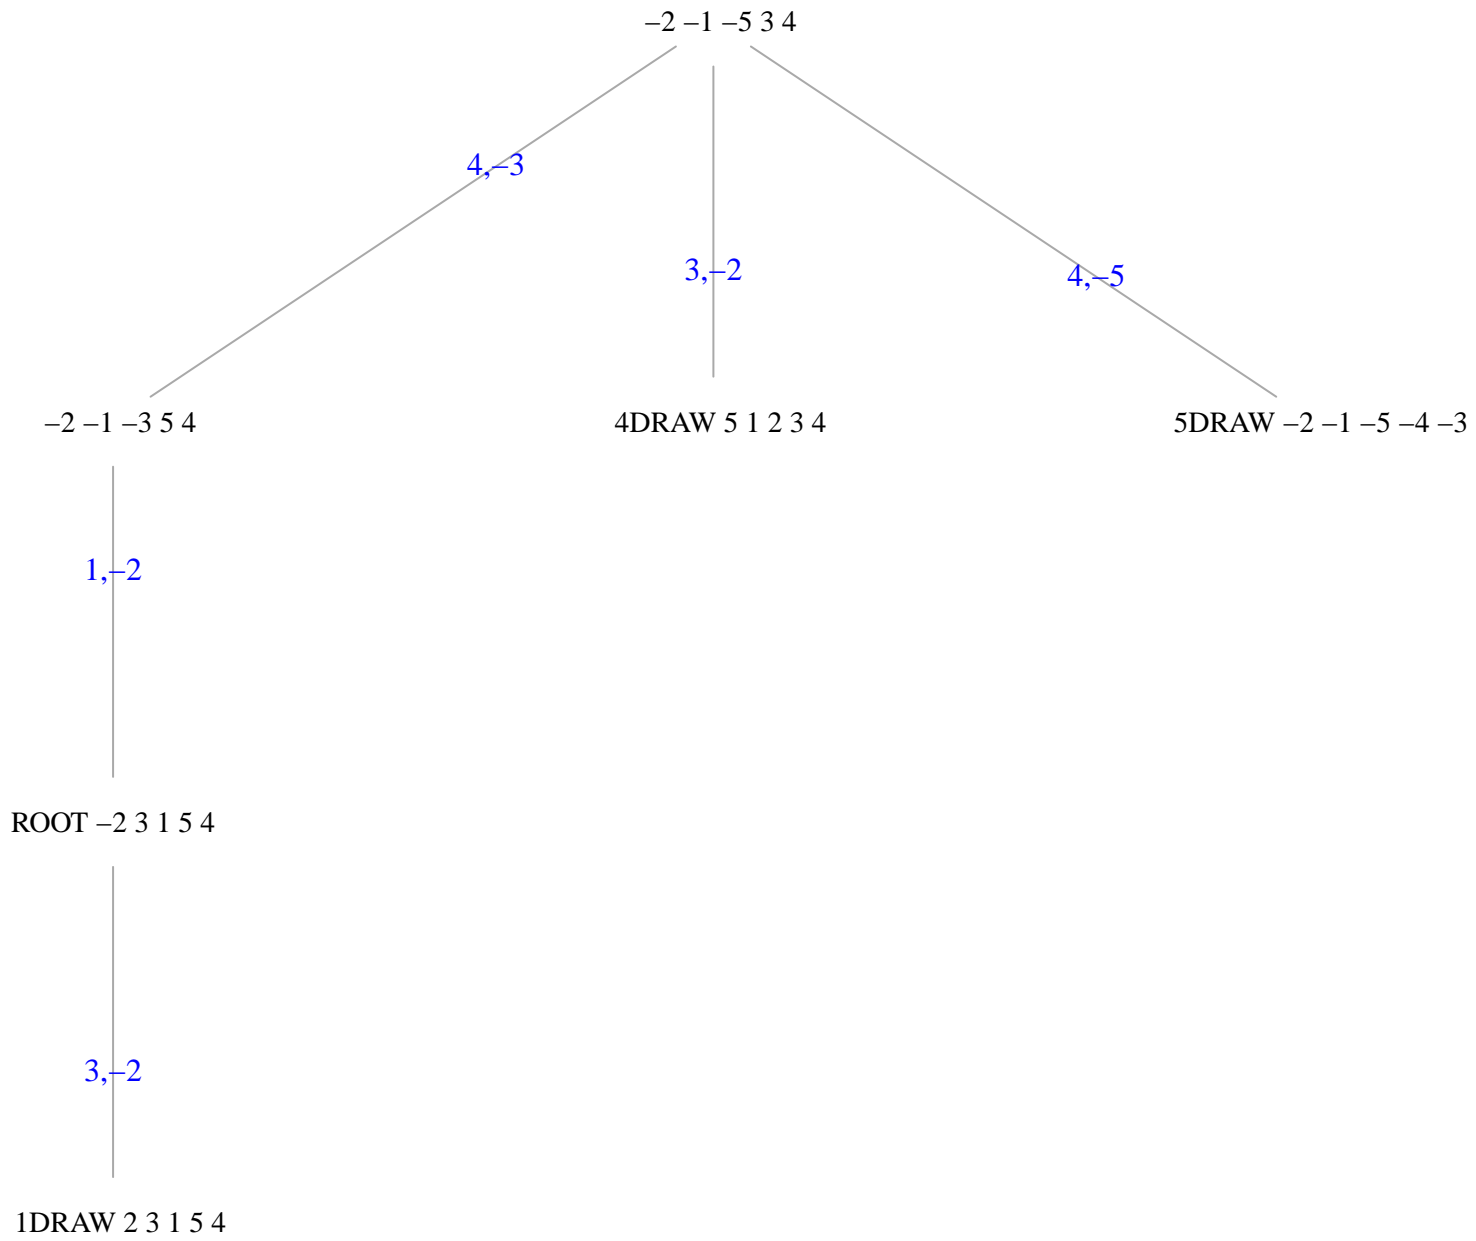 –2 –1 –5 3 4
4,–3
3,–2
4,–5
–2 –1 –3 5 4
4DRAW 5 1 2 3 4
5DRAW –2 –1 –5 –4 –3
1,–2
ROOT –2 3 1 5 4
3,–2
1DRAW 2 3 1 5 4